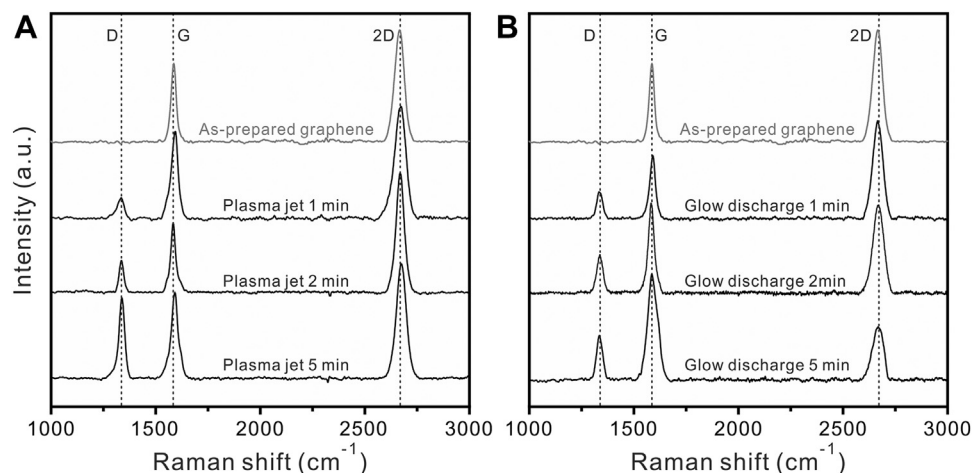 A
D G 2D
As-prepared graphene
Plasma jet 1 min
Plasma jet 2 min
Plasma jet 5 min
Intensity (a.u.)
1000 1500 2000 2500 3000
Raman shift (cm⁻¹)
B
D G 2D
As-prepared graphene
Glow discharge 1 min
Glow discharge 2min
Glow discharge 5 min
1000 1500 2000 2500 3000
Raman shift (cm⁻¹)